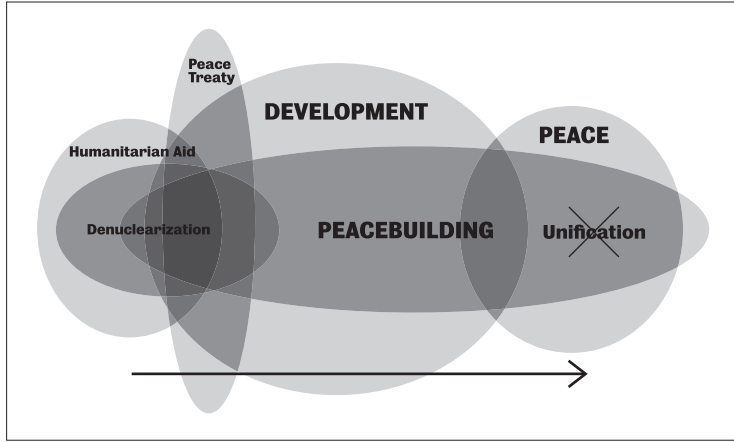 Peace
Treaty
DEVELOPMENT
PEACE
Humanitarian Aid
Denuclearization
PEACEBUILDING
Unification